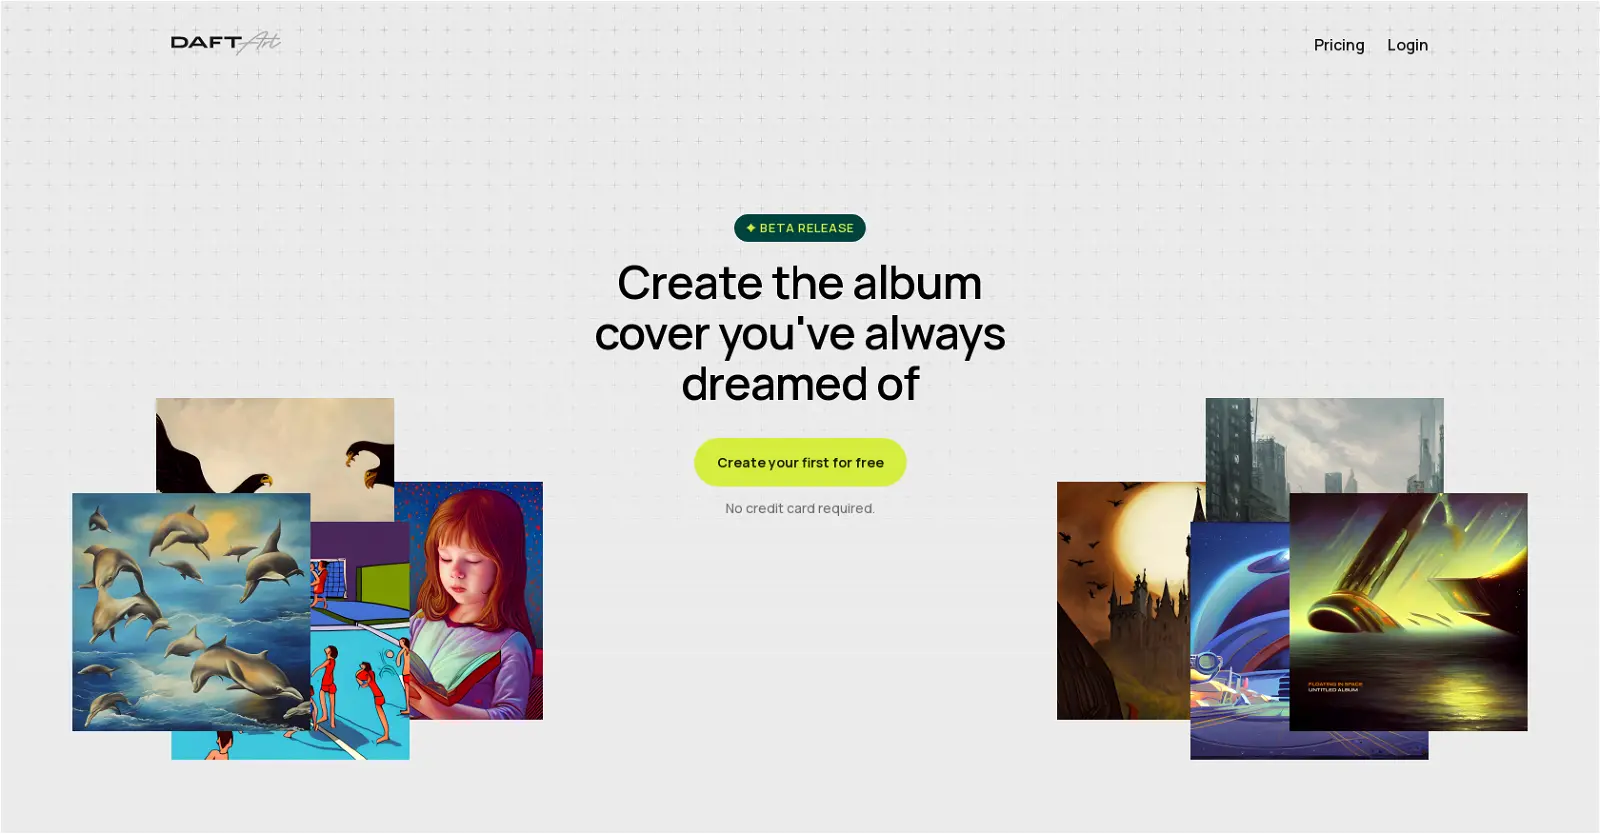 DAFT Art
Pricing
Login
✦ BETA RELEASE
Create the album
cover you've always
dreamed of
Create your first for free
No credit card required.
FLOATING IN SPACE
UNTITLED ALBUM